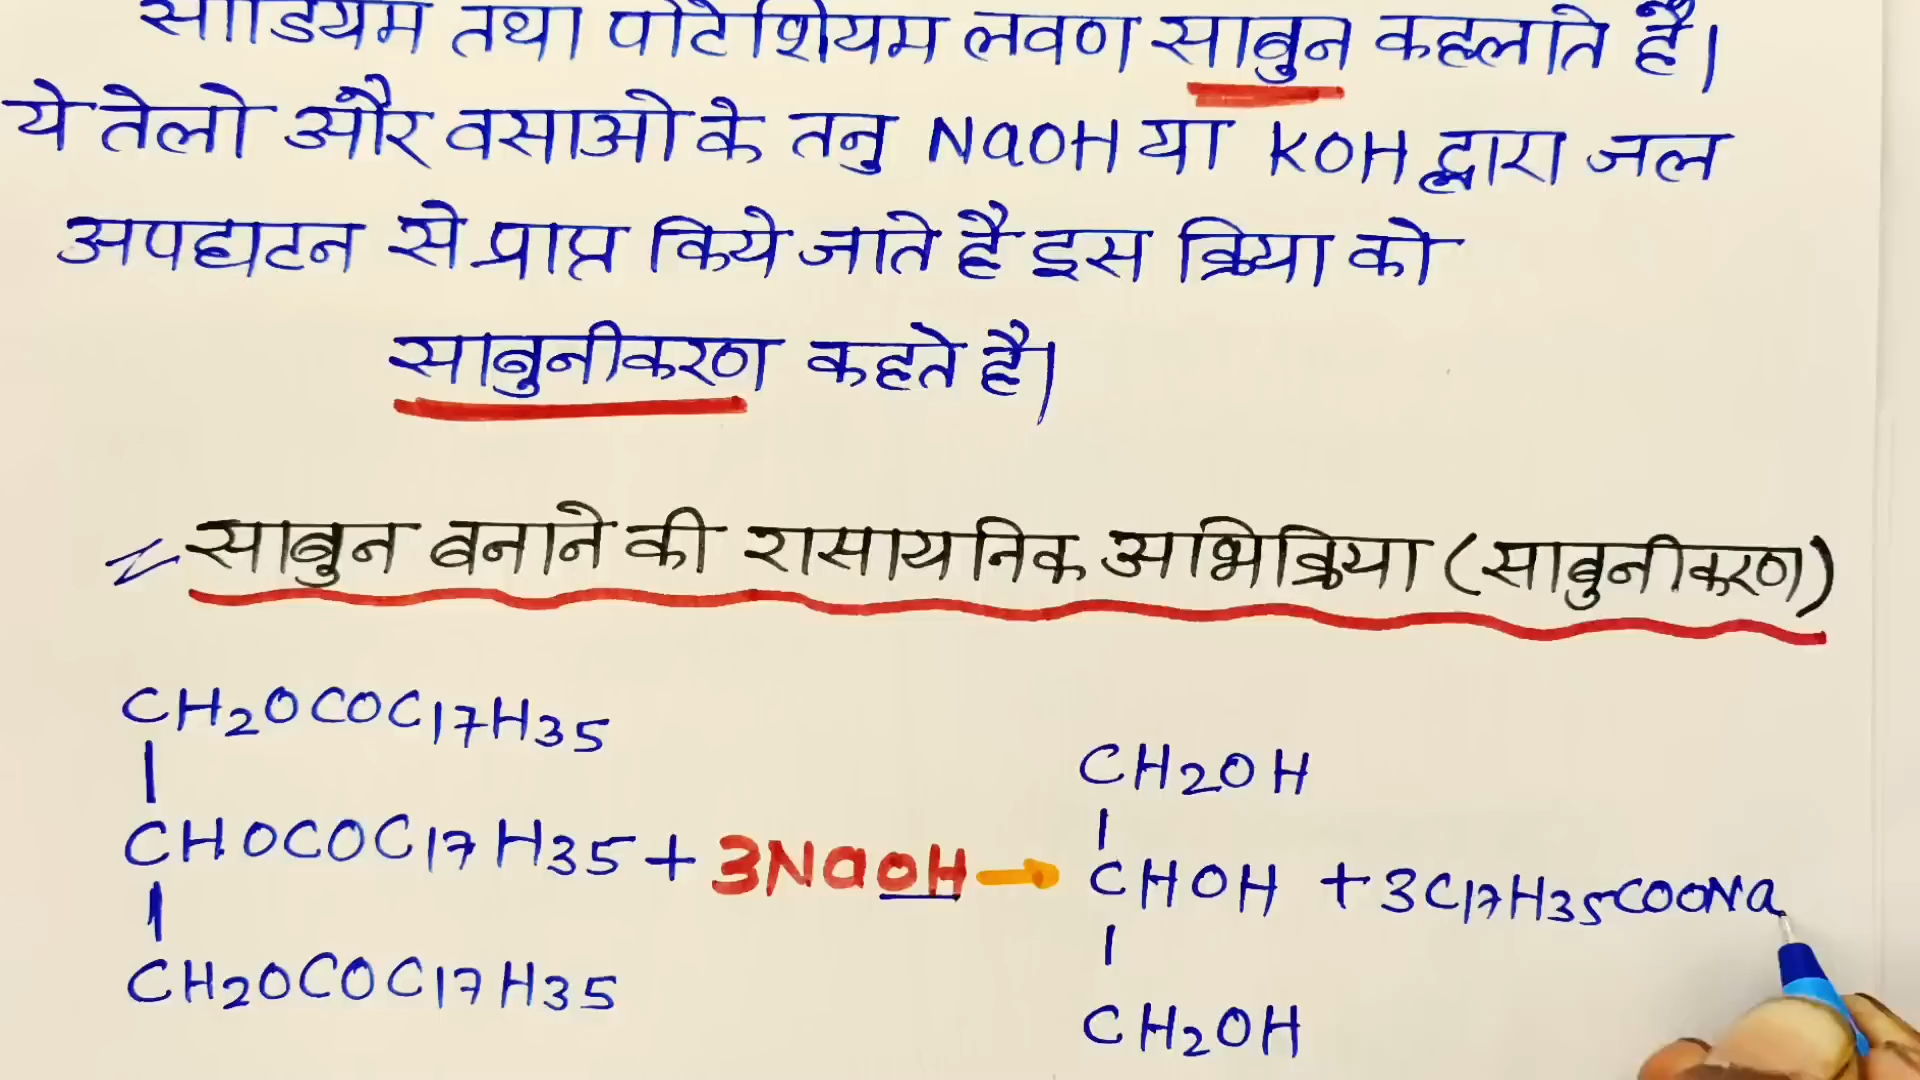 सोडियम तथा पोटेशियम लवण साबुन कहलाते है।
ये तेलो और वसाओ के तनु NaOH या KOH द्वारा जल
अपघटन से प्राप्त किये जाते है इस क्रिया को
साबुनीकरण कहते है।
साबुन बनाने की रासायनिक अभिक्रिया (साबुनीकरण)
CH2OCOC17H35
CHOCOC17H35 + 3NaOH → CHOH + 3C17H35COONa
CH2OCOC17H35
CH2OH
CH2OH